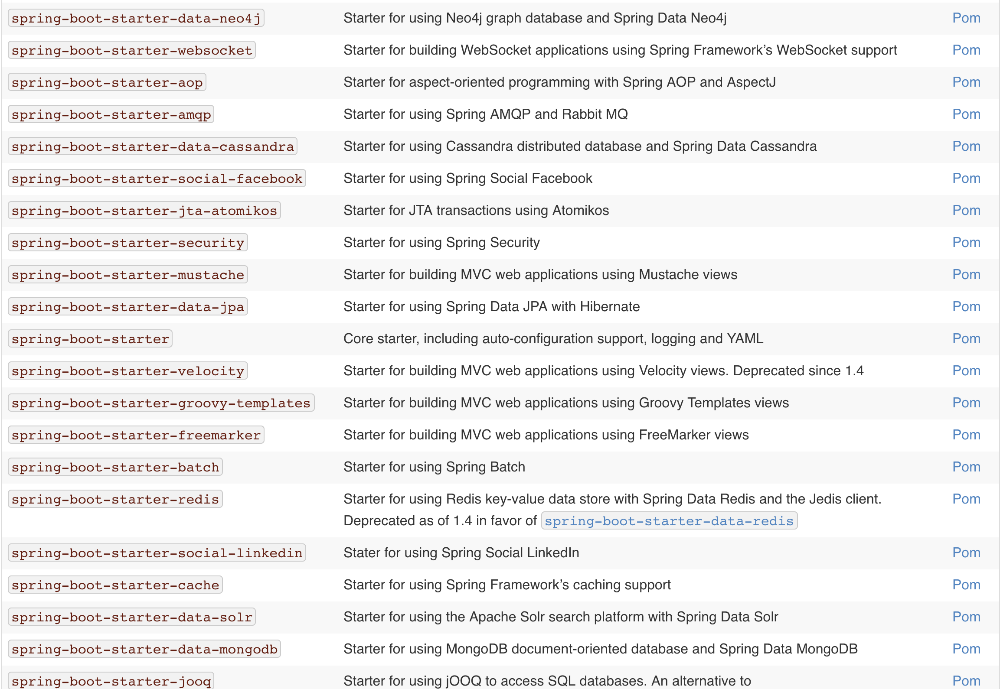 spring-boot-starter-data-neo4j Starter for using Neo4j graph database and Spring Data Neo4j Pom
spring-boot-starter-websocket Starter for building WebSocket applications using Spring Framework’s WebSocket support Pom
spring-boot-starter-aop Starter for aspect-oriented programming with Spring AOP and AspectJ Pom
spring-boot-starter-amqp Starter for using Spring AMQP and Rabbit MQ Pom
spring-boot-starter-data-cassandra Starter for using Cassandra distributed database and Spring Data Cassandra Pom
spring-boot-starter-social-facebook Starter for using Spring Social Facebook Pom
spring-boot-starter-jta-atomikos Starter for JTA transactions using Atomikos Pom
spring-boot-starter-security Starter for using Spring Security Pom
spring-boot-starter-mustache Starter for building MVC web applications using Mustache views Pom
spring-boot-starter-data-jpa Starter for using Spring Data JPA with Hibernate Pom
spring-boot-starter Core starter, including auto-configuration support, logging and YAML Pom
spring-boot-starter-velocity Starter for building MVC web applications using Velocity views. Deprecated since 1.4 Pom
spring-boot-starter-groovy-templates Starter for building MVC web applications using Groovy Templates views Pom
spring-boot-starter-freemarker Starter for building MVC web applications using FreeMarker views Pom
spring-boot-starter-batch Starter for using Spring Batch Pom
spring-boot-starter-redis Starter for using Redis key-value data store with Spring Data Redis and the Jedis client. Pom
Deprecated as of 1.4 in favor of spring-boot-starter-data-redis
spring-boot-starter-social-linkedin Stater for using Spring Social LinkedIn Pom
spring-boot-starter-cache Starter for using Spring Framework’s caching support Pom
spring-boot-starter-data-solr Starter for using the Apache Solr search platform with Spring Data Solr Pom
spring-boot-starter-data-mongodb Starter for using MongoDB document-oriented database and Spring Data MongoDB Pom
spring-boot-starter-jooq Starter for using jOOQ to access SQL databases. An alternative to Pom